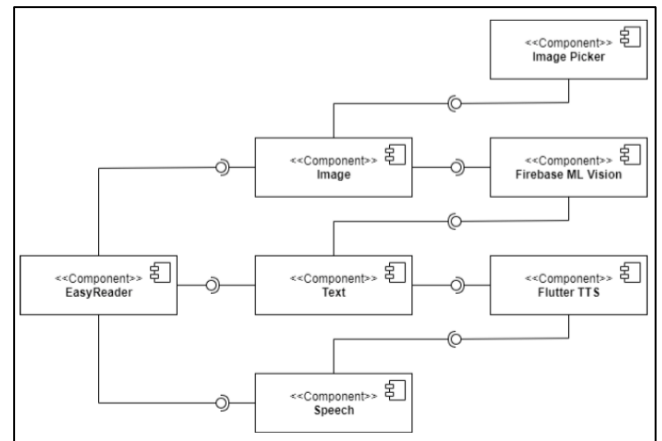 <<Component>>
Image Picker
<<Component>>
Image
<<Component>>
Firebase ML Vision
<<Component>>
EasyReader
<<Component>>
Text
<<Component>>
Flutter TTS
<<Component>>
Speech